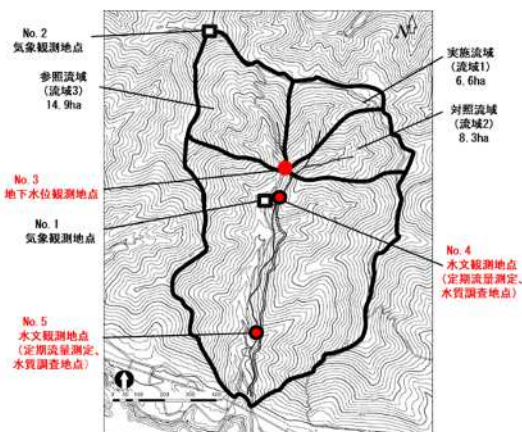 No. 2
気象観測地点
参照流域
(流域3)
14.9ha
実施流域
(流域1)
6.6ha
対照流域
(流域2)
8.3ha
No. 3
地下水位観測地点
No. 1
気象観測地点
No. 4
水文観測地点
(定期流量測定、
水質調査地点)
No. 5
水文観測地点
(定期流量測定、
水質調査地点)
N